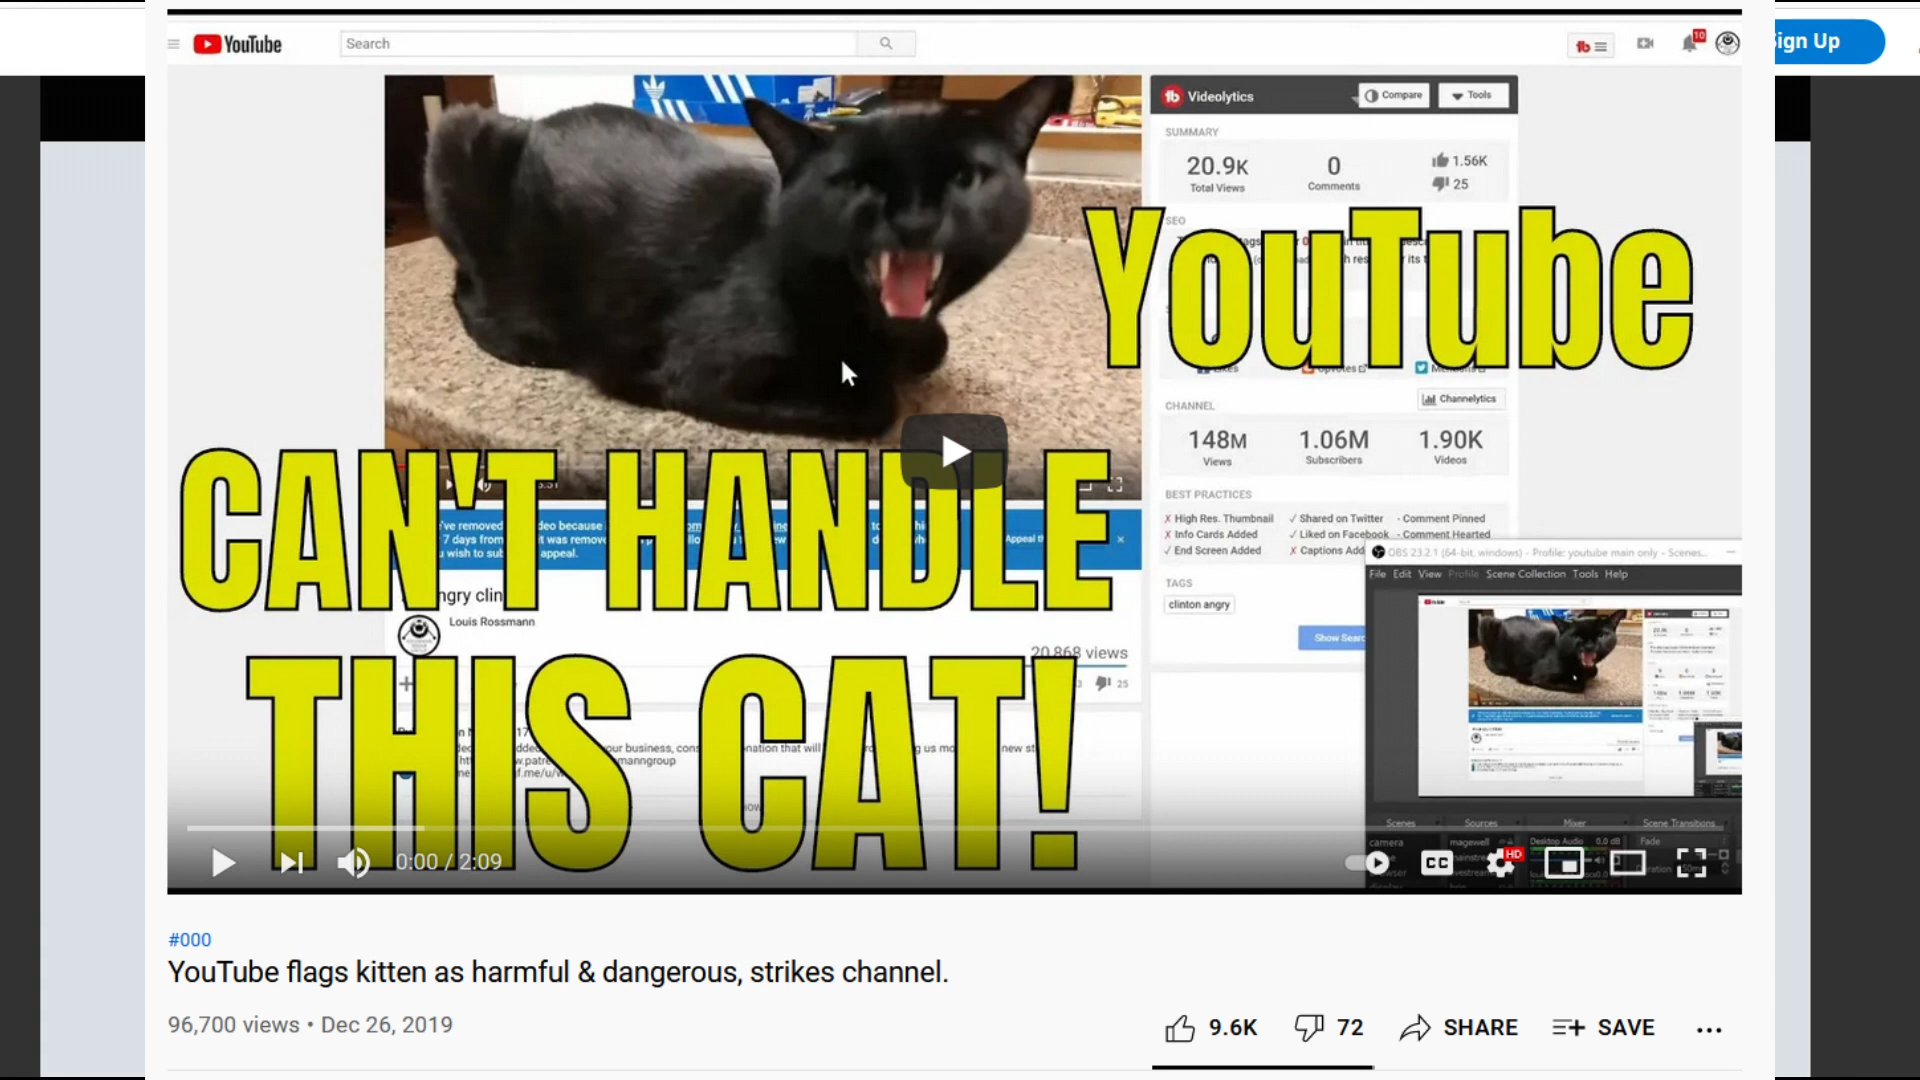 YouTube
Search
10
Sign Up
Videolytics
Compare
Tools
SUMMARY
20.9K
0
1.56K
Total Views
Comments
25
SEO
YouTube
CHANNEL
Channelytics
148M
1.06M
1.90K
Views
Subscribers
Videos
CAN'T HANDLE
BEST PRACTICES
✗ High Res. Thumbnail
✓ Shared on Twitter
- Comment Pinned
✗ Info Cards Added
✓ Liked on Facebook
- Comment Hearted
✓ End Screen Added
✗ Captions
TAGS
clinton angry
Louis Rossmann
20,868 views
25
THIS CAT!
OBS 23.2.1 (64-bit, windows) - Profile: youtube main only - Scenes...
File Edit View Profile Scene Collection Tools Help
Scenes
Sources
Mixer
Scene Transitions
camera
magewell
Desktop Audio
0.0 dB
Fade
0:00 / 2:09
CC
HD
#000
YouTube flags kitten as harmful & dangerous, strikes channel.
96,700 views • Dec 26, 2019
9.6K
72
SHARE
SAVE